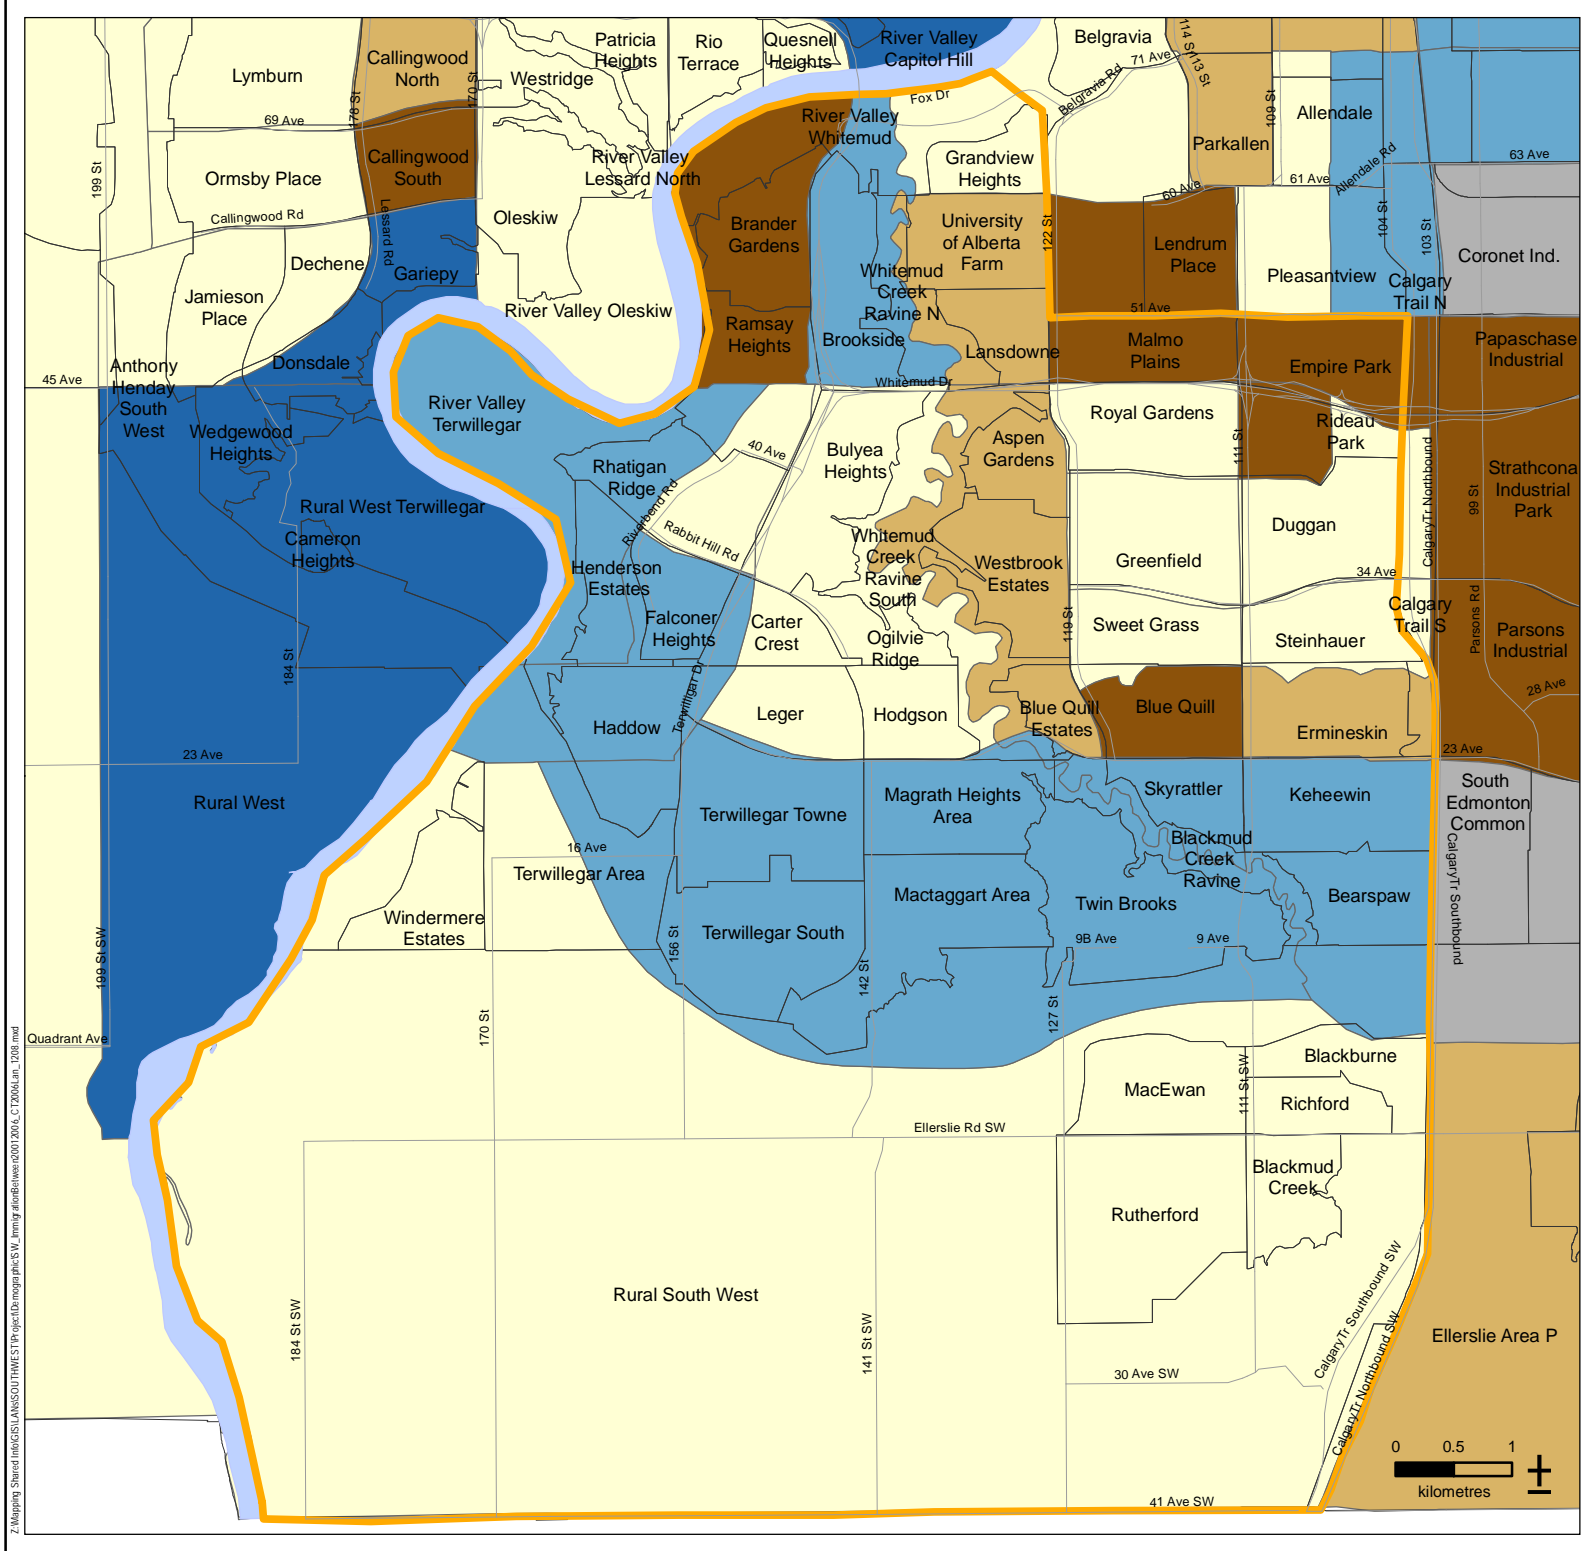 Patricia
Heights
Rio
Terrace
Quesnell
Heights
River Valley
Capitol Hill
Belgravia
114 St
113 St
71 Ave
Belgravia Rd
Lymburn
Callingwood
North
170 St
Westridge
178 St
Fox Dr
River Valley
Whitemud
109 St
Allendale
69 Ave
199 St
Ormsby Place
Callingwood
South
River Valley
Lessard North
Grandview
Heights
Parkallen
Allendale Rd
63 Ave
61 Ave
60 Ave
Callingwood Rd
Lessard Rd
Oleskiw
Brander
Gardens
University
of Alberta
Farm
122 St
Lendrum
Place
104 St
103 St
Coronet Ind.
Dechene
Gariepy
Whitemud
Creek
Ravine N
Pleasantview
Calgary
Trail N
Jamieson
Place
River Valley Oleskiw
51 Ave
Ramsay
Heights
Brookside
Lansdowne
Malmo
Plains
Empire Park
Papaschase
Industrial
Anthony
Henday
South
West
Donsdale
45 Ave
Whitemud Dr
River Valley
Terwillegar
Royal Gardens
Rideau
Park
Wedgewood
Heights
40 Ave
Bulyea
Heights
Aspen
Gardens
111 St
CalgaryTr Northbound
Rhatigan
Ridge
Strathcona
Industrial
Park
99 St
Rural West Terwillegar
Riverbend Rd
Rabbit Hill Rd
Duggan
Cameron
Heights
Whitemud
Creek
Ravine
South
Greenfield
Westbrook
Estates
34 Ave
Henderson
Estates
Falconer
Heights
Carter
Crest
Ogilvie
Ridge
119 St
Sweet Grass
Steinhauer
Calgary
Trail S
Parsons Rd
Parsons
Industrial
184 St
Terwilligar Dr
28 Ave
Haddow
Leger
Hodgson
Blue Quill
Estates
Blue Quill
Ermineskin
23 Ave
23 Ave
Rural West
Terwillegar Towne
Magrath Heights
Area
Skyrattler
Keheewin
South
Edmonton
Common
16 Ave
Terwillegar Area
Blackmud
Creek
Ravine
CalgaryTr Southbound
Mactaggart Area
Twin Brooks
Bearspaw
Windermere
Estates
Terwillegar South
9B Ave
9 Ave
199 St SW
156 St
142 St
127 St
170 St
Quadrant Ave
Blackburne
MacEwan
111 St SW
Richford
Ellerslie Rd SW
Blackmud
Creek
Rutherford
Rural South West
184 St SW
141 St SW
CalgaryTr Southbound SW
CalgaryTr Northbound SW
Ellerslie Area P
30 Ave SW
0 0.5 1
kilometres
41 Ave SW